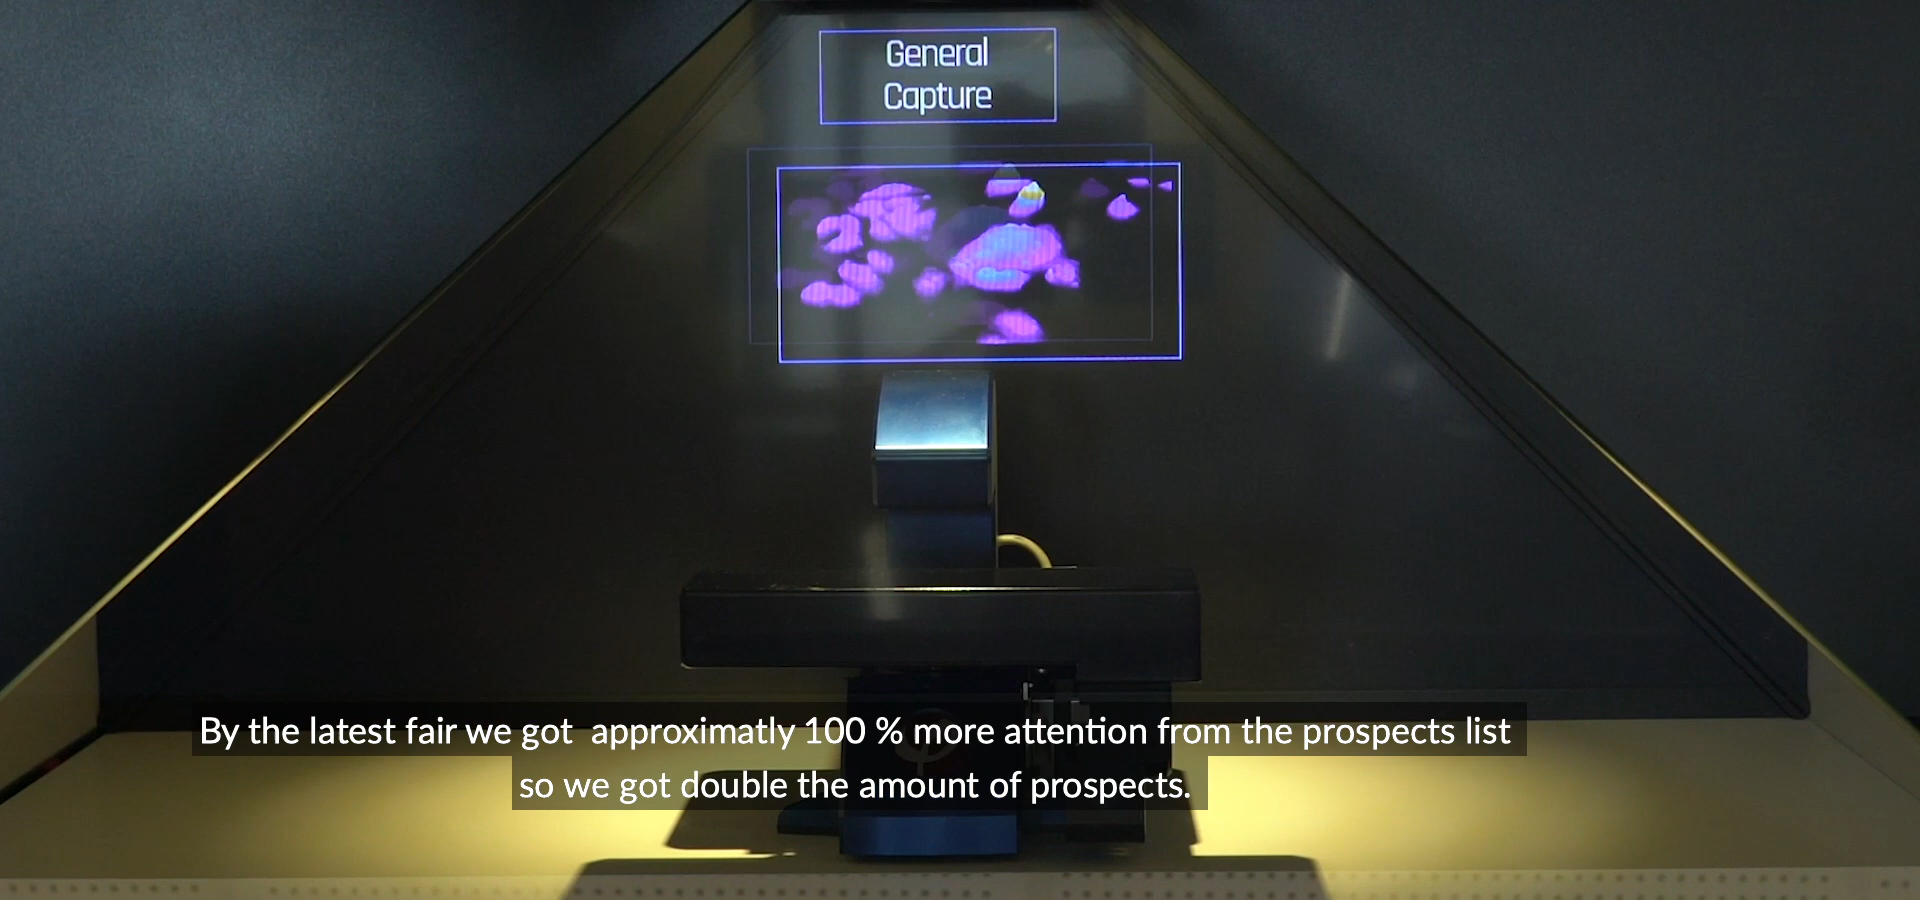 General
Capture
By the latest fair we got  approximatly 100 % more attention from the prospects list
so we got double the amount of prospects.